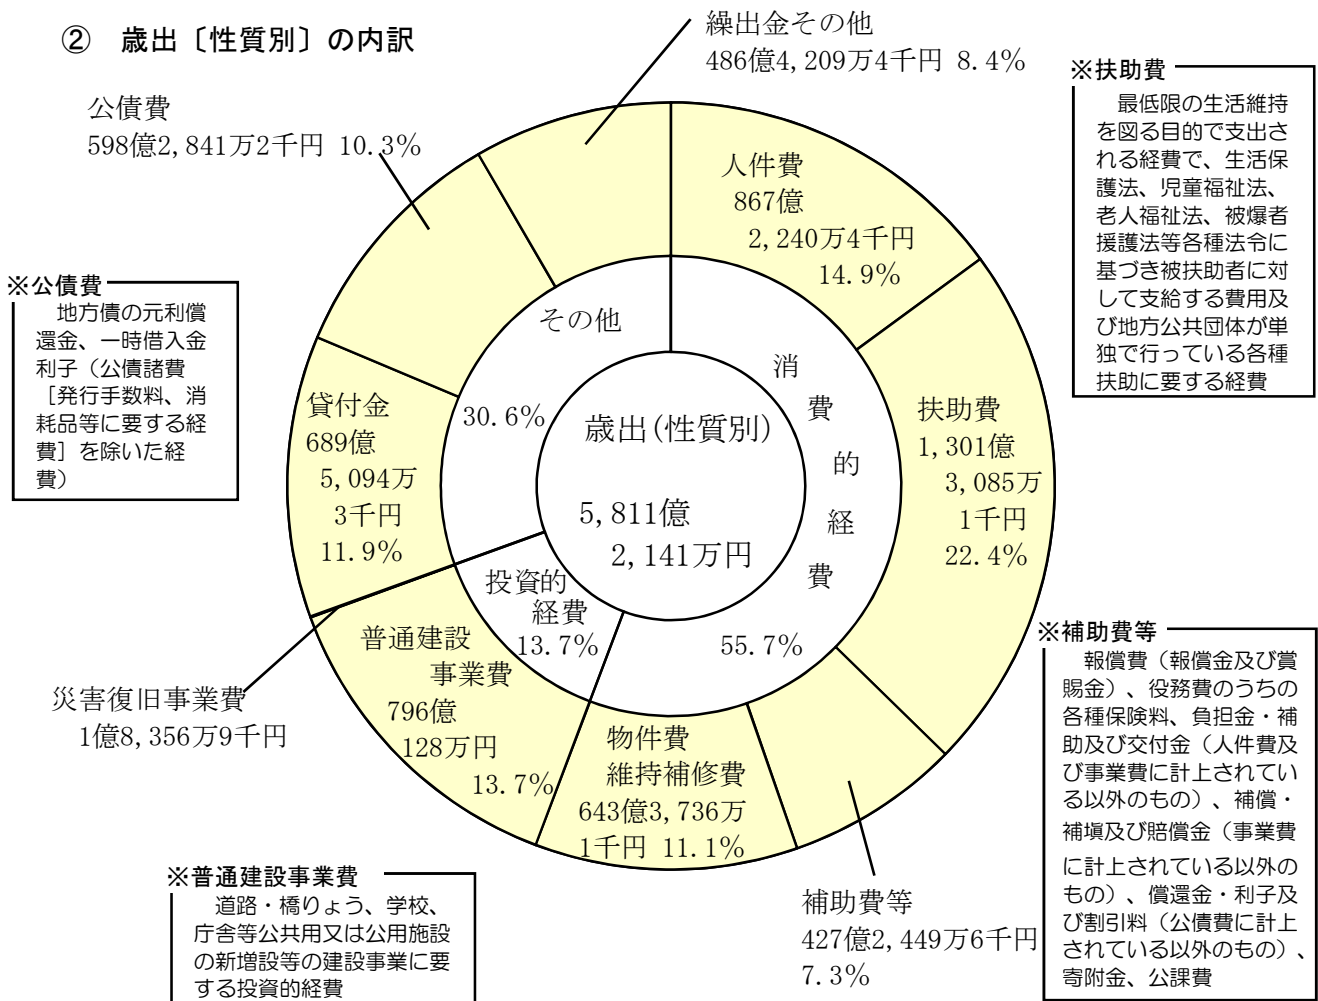 ② 歳出〔性質別〕の内訳
繰出金その他
486億4,209万4千円 8.4%
公債費
598億2,841万2千円 10.3%
※扶助費
最低限の生活維持
を図る目的で支出さ
れる経費で、生活保
護法、児童福祉法、
老人福祉法、被爆者
援護法等各種法令に
基づき被扶助者に対
して支給する費用及
び地方公共団体が単
独で行っている各種
扶助に要する経費
人件費
867億
2,240万4千円
14.9%
※公債費
地方債の元利償
還金、一時借入金
利子（公債諸費
［発行手数料、消
耗品等に要する経
費］を除いた経
費）
その他
30.6%
消費的経費
55.7%
歳出(性質別)
5,811億
2,141万円
扶助費
1,301億
3,085万
1千円
22.4%
貸付金
689億
5,094万
3千円
11.9%
投資的
経費
13.7%
普通建設
事業費
796億
128万円
13.7%
災害復旧事業費
1億8,356万9千円
物件費
維持補修費
643億3,736万
1千円 11.1%
補助費等
427億2,449万6千円
7.3%
※補助費等
報償費（報償金及び賞
賜金）、役務費のうちの
各種保険料、負担金・補
助及び交付金（人件費及
び事業費に計上されてい
る以外のもの）、補償・
補塡及び賠償金（事業費
に計上されている以外の
もの）、償還金・利子及
び割引料（公債費に計上
されている以外のもの）、
寄附金、公課費
※普通建設事業費
道路・橋りょう、学校、
庁舎等公共用又は公用施設
の新増設等の建設事業に要
する投資的経費